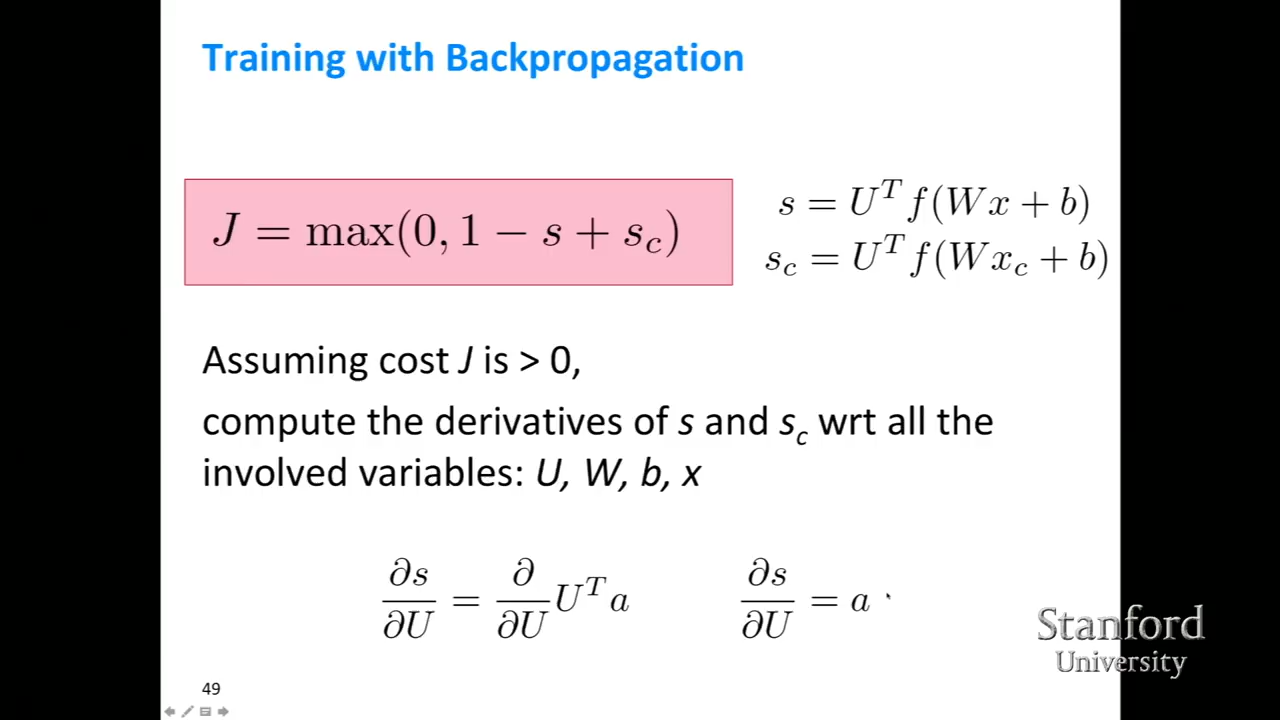 Training with Backpropagation
J = max(0, 1 − s + s_c)
s = U^T f(Wx + b)
s_c = U^T f(Wx_c + b)
Assuming cost J is > 0,
compute the derivatives of s and s_c wrt all the
involved variables: U, W, b, x
∂s/∂U = ∂/∂U U^T a
∂s/∂U = a
Stanford
University
49